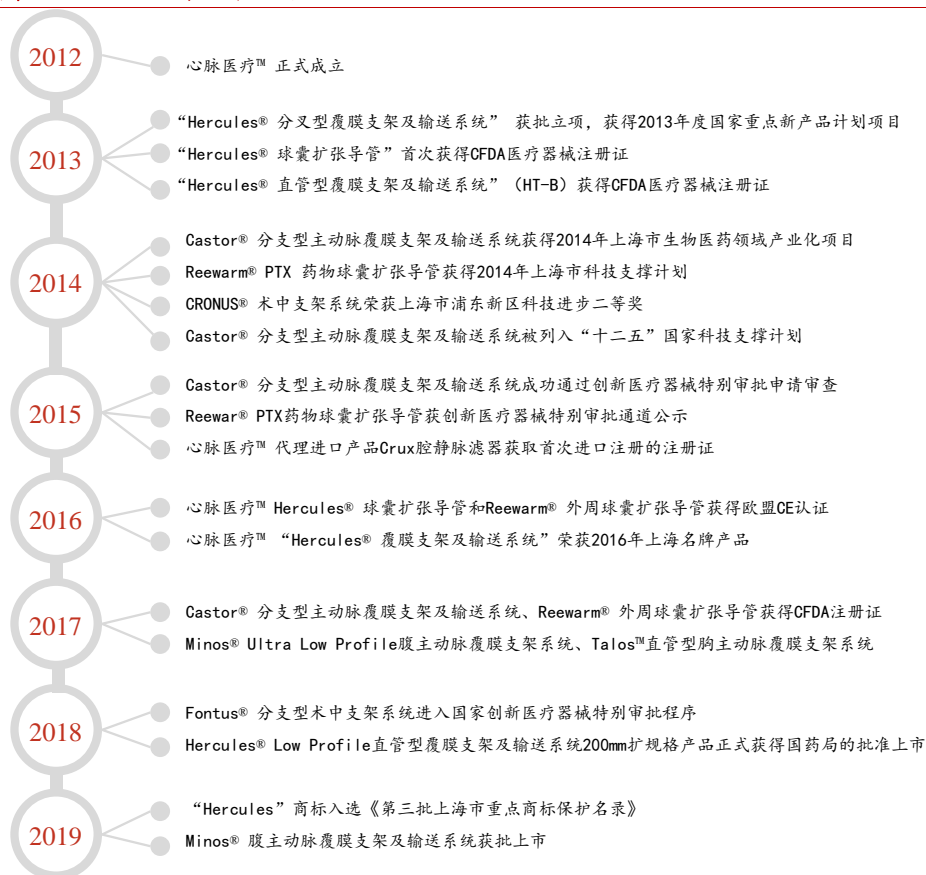 2012
心脉医疗™ 正式成立
2013
“Hercules® 分叉型覆膜支架及输送系统” 获批立项，获得2013年度国家重点新产品计划项目
“Hercules® 球囊扩张导管”首次获得CFDA医疗器械注册证
“Hercules® 直管型覆膜支架及输送系统”（HT-B）获得CFDA医疗器械注册证
2014
Castor® 分支型主动脉覆膜支架及输送系统获得2014年上海市生物医药领域产业化项目
Reewarm® PTX 药物球囊扩张导管获得2014年上海市科技支撑计划
CRONUS® 术中支架系统荣获上海市浦东新区科技进步二等奖
Castor® 分支型主动脉覆膜支架及输送系统被列入“十二五”国家科技支撑计划
2015
Castor® 分支型主动脉覆膜支架及输送系统成功通过创新医疗器械特别审批申请审查
Reewar® PTX药物球囊扩张导管获创新医疗器械特别审批通道公示
心脉医疗™ 代理进口产品Crux腔静脉滤器获取首次进口注册的注册证
2016
心脉医疗™ Hercules® 球囊扩张导管和Reewarm® 外周球囊扩张导管获得欧盟CE认证
心脉医疗™ “Hercules® 覆膜支架及输送系统”荣获2016年上海名牌产品
2017
Castor® 分支型主动脉覆膜支架及输送系统、Reewarm® 外周球囊扩张导管获得CFDA注册证
Minos® Ultra Low Profile腹主动脉覆膜支架系统、Talos™直管型胸主动脉覆膜支架系统
2018
Fontus® 分支型术中支架系统进入国家创新医疗器械特别审批程序
Hercules® Low Profile直管型覆膜支架及输送系统200mm扩规格产品正式获得国药局的批准上市
2019
“Hercules”商标入选《第三批上海市重点商标保护名录》
Minos® 腹主动脉覆膜支架及输送系统获批上市